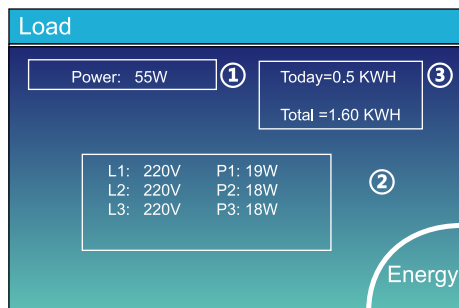 Load
Power: 55W ①
Today=0.5 KWH ③
Total =1.60 KWH
L1: 220V P1: 19W
L2: 220V P2: 18W
L3: 220V P3: 18W
②
Energy